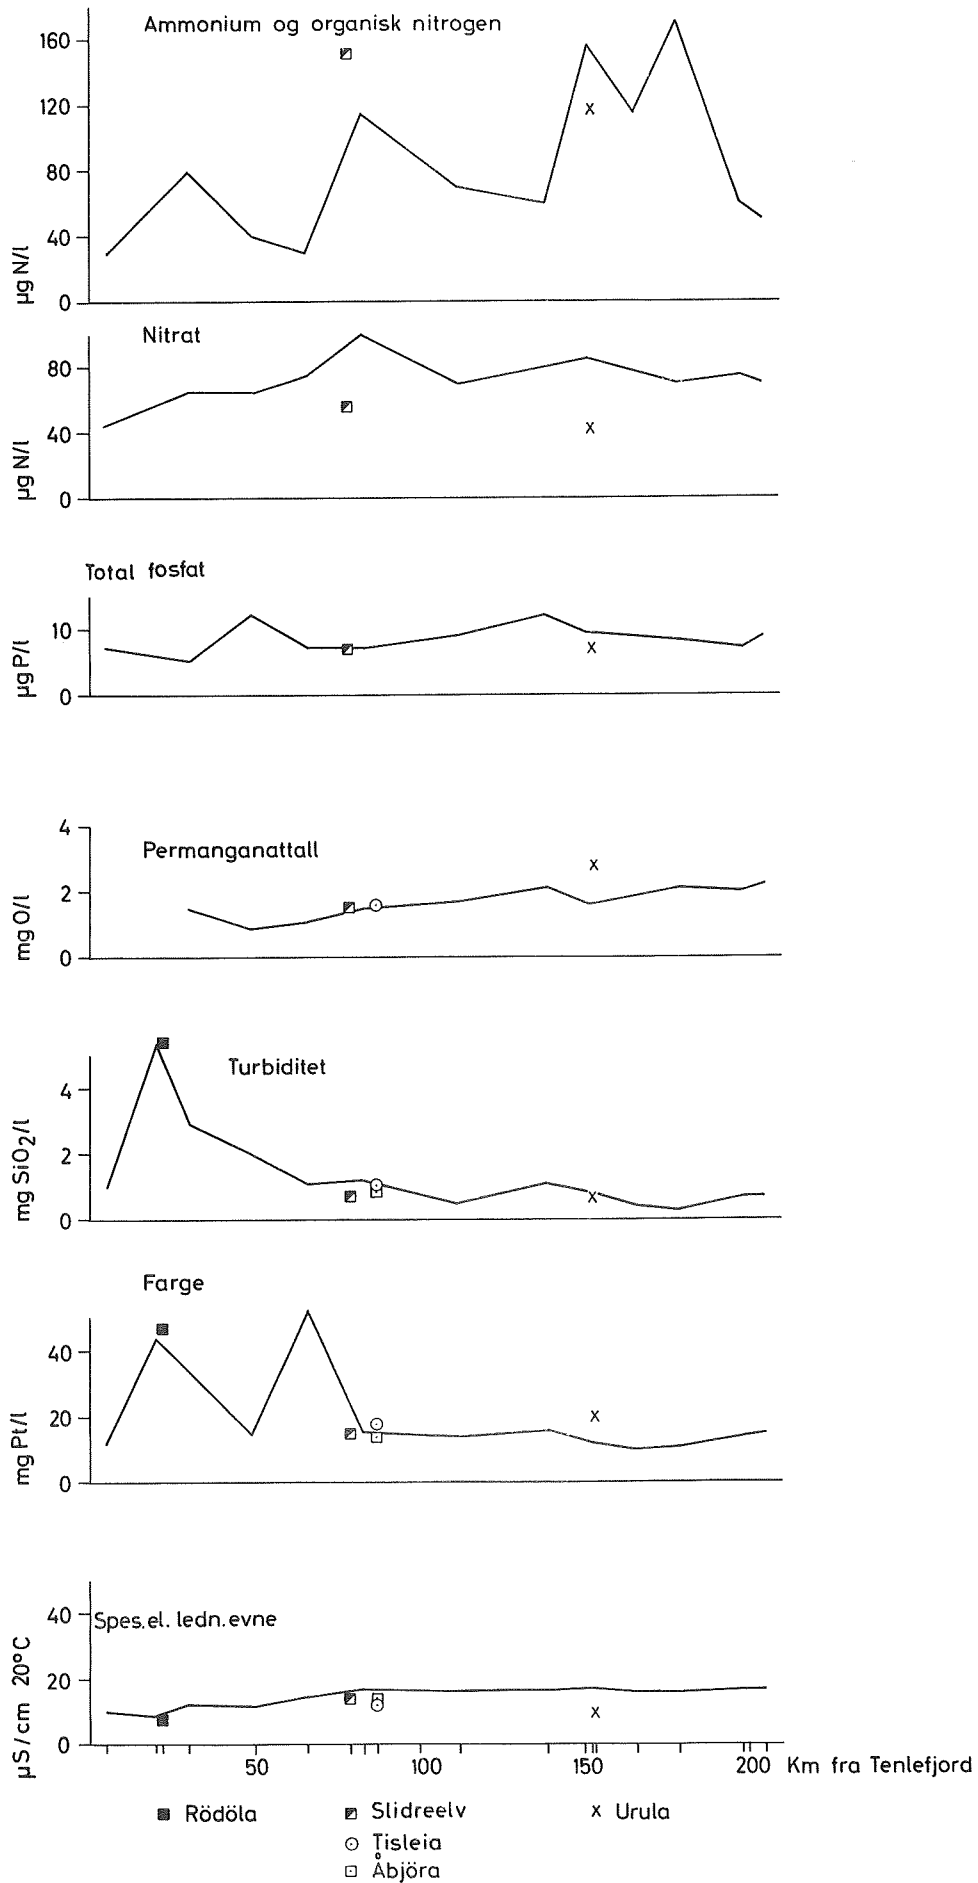 Ammonium og organisk nitrogen
160
120
80
40
0
µg N/l
Nitrat
80
40
0
µg N/l
Total fosfat
10
0
µg P/l
Permanganattall
4
2
0
mg O/l
Turbiditet
4
2
0
mg SiO2/l
Farge
40
20
0
mg Pt/l
Spes.el. ledn.evne
40
20
0
µS/cm 20°C
50 100 150 200 Km fra Tenlefjord
Rödöla
Slidreelv
x Urula
Tisleia
Åbjöra